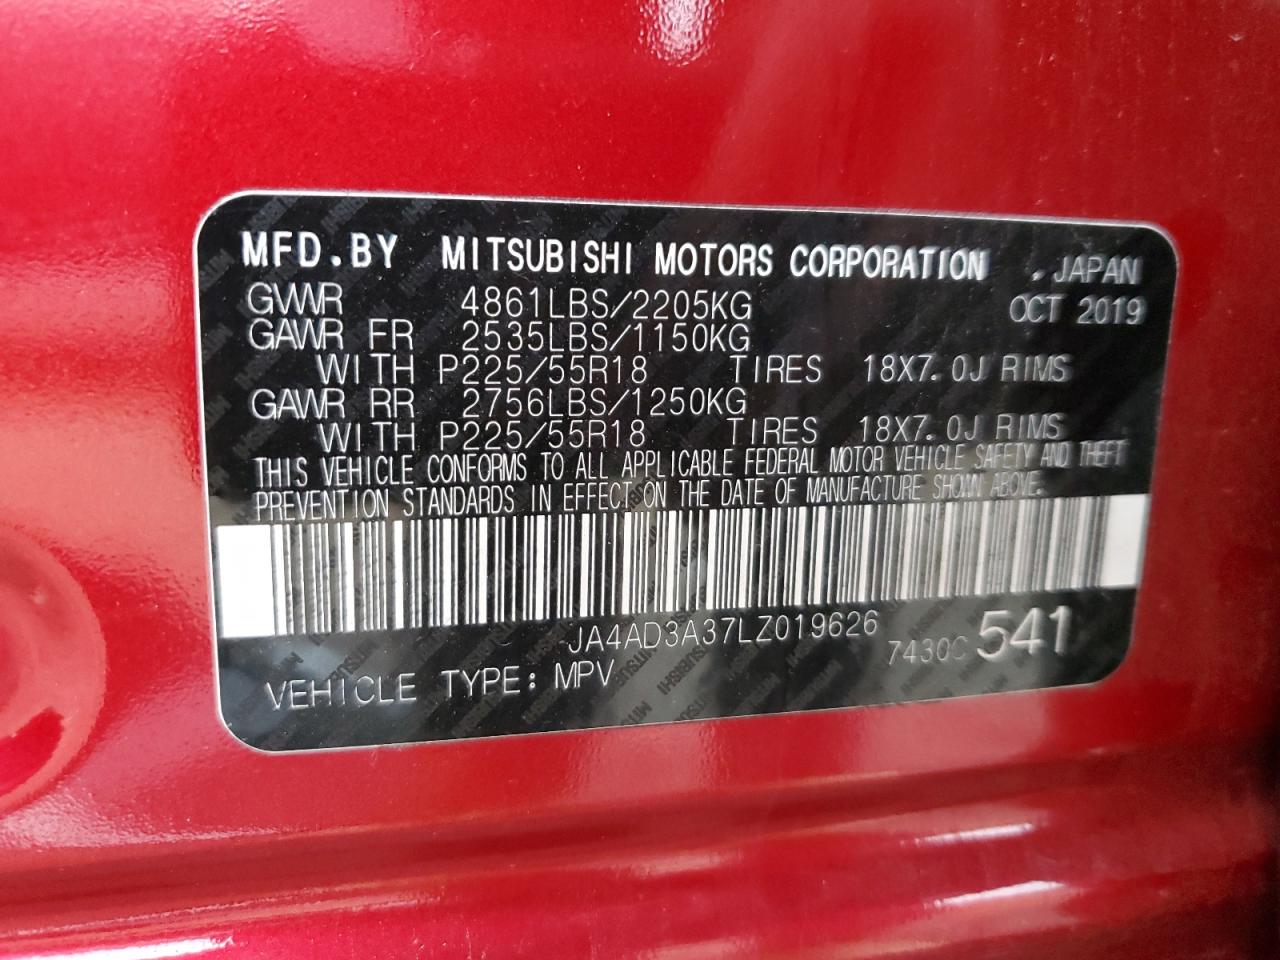 MFD.BY MITSUBISHI MOTORS CORPORATION . JAPAN
GVWR 4861LBS/2205KG OCT 2019
GAWR FR 2535LBS/1150KG
WITH P225/55R18 TIRES 18X7.0J RIMS
GAWR RR 2756LBS/1250KG
WITH P225/55R18 TIRES 18X7.0J RIMS
THIS VEHICLE CONFORMS TO ALL APPLICABLE FEDERAL MOTOR VEHICLE SAFETY AND THEFT
PREVENTION STANDARDS IN EFFECT ON THE DATE OF MANUFACTURE SHOWN ABOVE.
JA4AD3A37LZ019626 7430C 541
VEHICLE TYPE: MPV